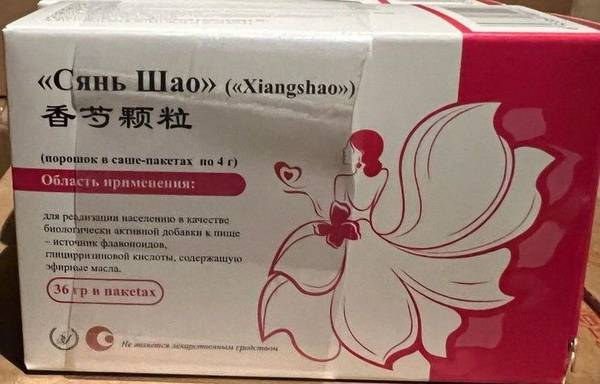 «Сянь Шао» («Xiangshao»)
香芍颗粒
(порошок в саше-пакетах по 4 г)
Область применения:
для реализации населению в качестве
биологически активной добавки к пище
– источник флавоноидов,
глицирризиновой кислоты, содержащую
эфирные масла.
36 гр в пакетах
Не является лекарственным средством